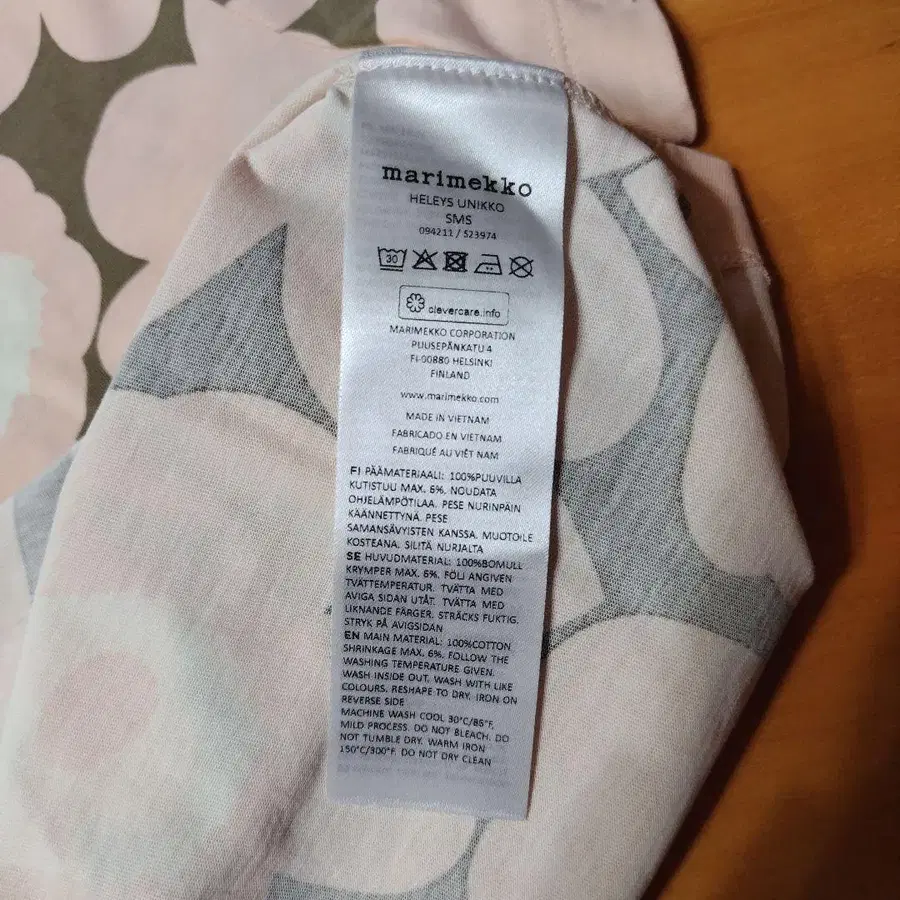 marimekko
HELEYS UNIKKO
SMS
094211 / 523974
30
clevercare.info
MARIMEKKO CORPORATION
PUUSEPÄNKATU 4
FI-00880 HELSINKI
FINLAND
www.marimekko.com
MADE IN VIETNAM
FABRICADO EN VIETNAM
FABRIQUÉ AU VIÊT NAM
FI PÄÄMATERIAALI: 100%PUUVILLA
KUTISTUU MAX. 6%. NOUDATA
OHJELÄMPÖTILAA. PESE NURINPÄIN
KÄÄNNETTYNÄ. PESE
SAMANSÄVYISTEN KANSSA. MUOTOILE
KOSTEANA. SILITÄ NURJALTA
SE HUVUDMATERIAL: 100%BOMULL
KRYMPER MAX. 6%. FÖLJ ANGIVEN
TVÄTTEMPERATUR. TVÄTTA MED
AVIGA SIDAN UTÅT. TVÄTTA MED
LIKNANDE FÄRGER. STRÄCKS FUKTIG.
STRYK PÅ AVIGSIDAN
EN MAIN MATERIAL: 100%COTTON
SHRINKAGE MAX. 6%. FOLLOW THE
WASHING TEMPERATURE GIVEN.
WASH INSIDE OUT. WASH WITH LIKE
COLOURS. RESHAPE TO DRY. IRON ON
REVERSE SIDE
MACHINE WASH COOL 30°C/85°F,
MILD PROCESS. DO NOT BLEACH. DO
NOT TUMBLE DRY. WARM IRON
150°C/300°F. DO NOT DRY CLEAN